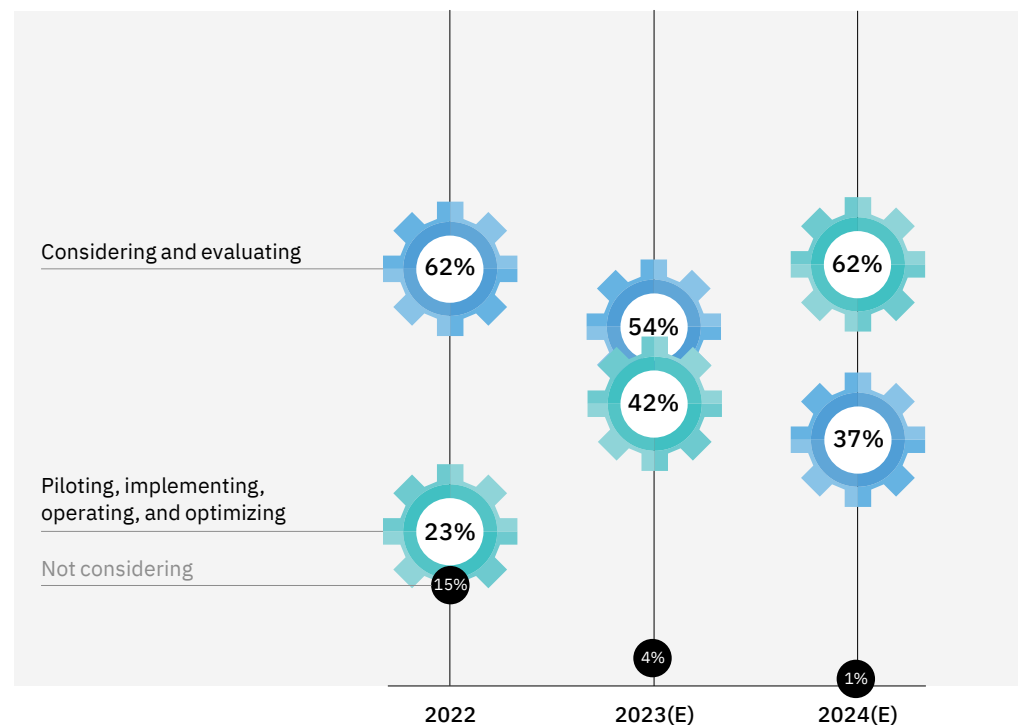 Considering and evaluating
62%
62%
54%
42%
37%
Piloting, implementing,
operating, and optimizing
23%
Not considering
15%
4%
1%
2022
2023(E)
2024(E)